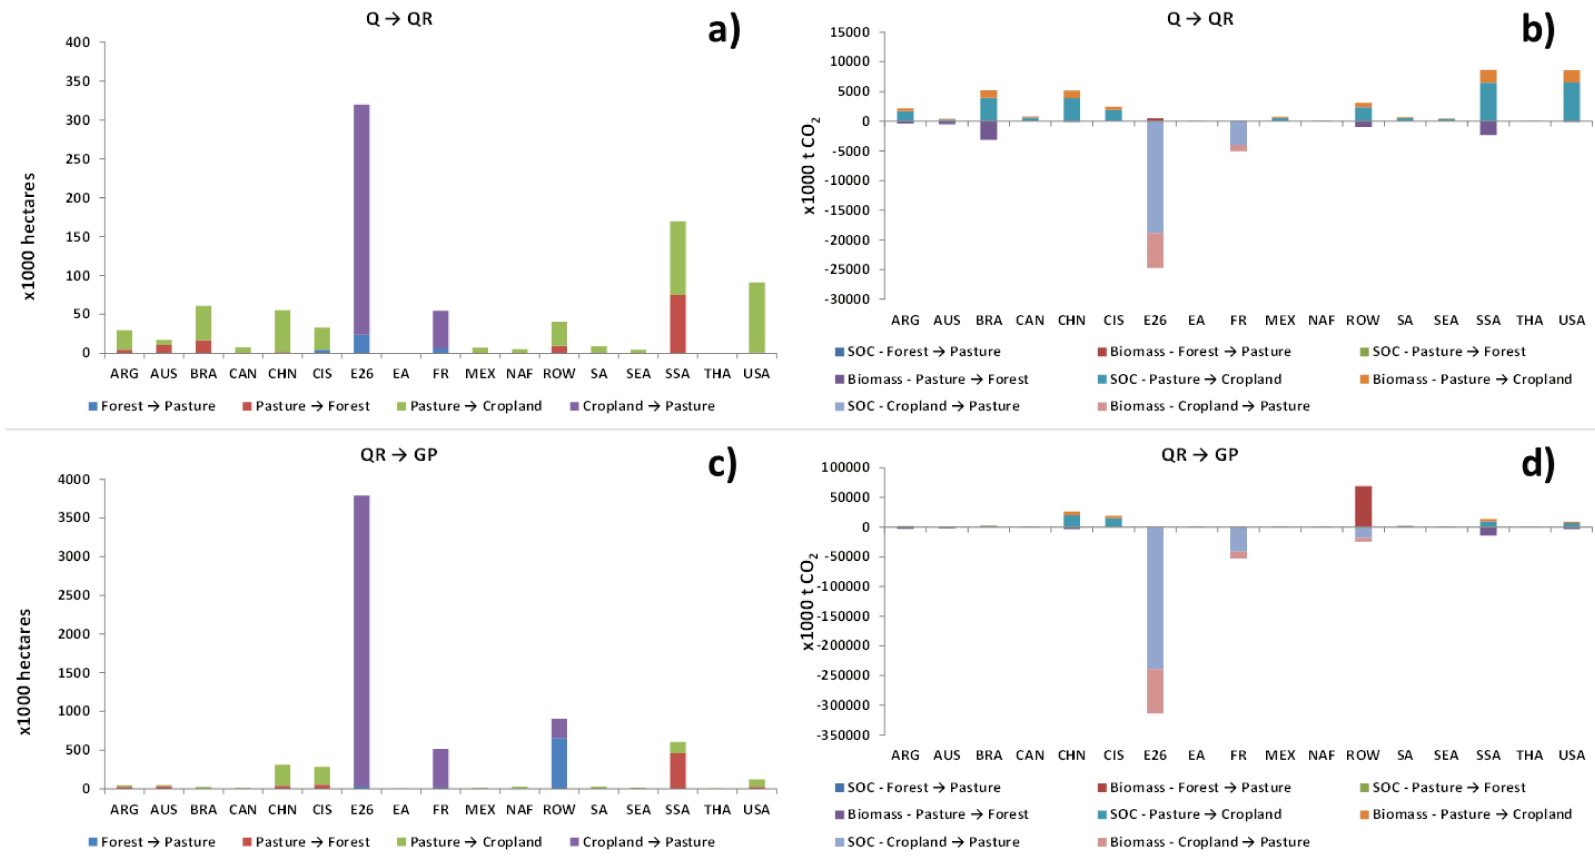 Q → QR
a)
400
350
300
250
200
150
100
50
0
x1000 hectares
ARG AUS BRA CAN CHN CIS E26 EA FR MEX NAF ROW SA SEA SSA THA USA
Forest → Pasture Pasture → Forest Pasture → Cropland Cropland → Pasture
Q → QR
b)
15000
10000
5000
0
-5000
-10000
-15000
-20000
-25000
-30000
x1000 t CO2
ARG AUS BRA CAN CHN CIS E26 EA FR MEX NAF ROW SA SEA SSA THA USA
SOC - Forest → Pasture Biomass - Forest → Pasture SOC - Pasture → Forest
Biomass - Pasture → Forest SOC - Pasture → Cropland Biomass - Pasture → Cropland
SOC - Cropland → Pasture Biomass - Cropland → Pasture
QR → GP
c)
4000
3500
3000
2500
2000
1500
1000
500
0
x1000 hectares
ARG AUS BRA CAN CHN CIS E26 EA FR MEX NAF ROW SA SEA SSA THA USA
Forest → Pasture Pasture → Forest Pasture → Cropland Cropland → Pasture
QR → GP
d)
100000
50000
0
-50000
-100000
-150000
-200000
-250000
-300000
-350000
x1000 t CO2
ARG AUS BRA CAN CHN CIS E26 EA FR MEX NAF ROW SA SEA SSA THA USA
SOC - Forest → Pasture Biomass - Forest → Pasture SOC - Pasture → Forest
Biomass - Pasture → Forest SOC - Pasture → Cropland Biomass - Pasture → Cropland
SOC - Cropland → Pasture Biomass - Cropland → Pasture